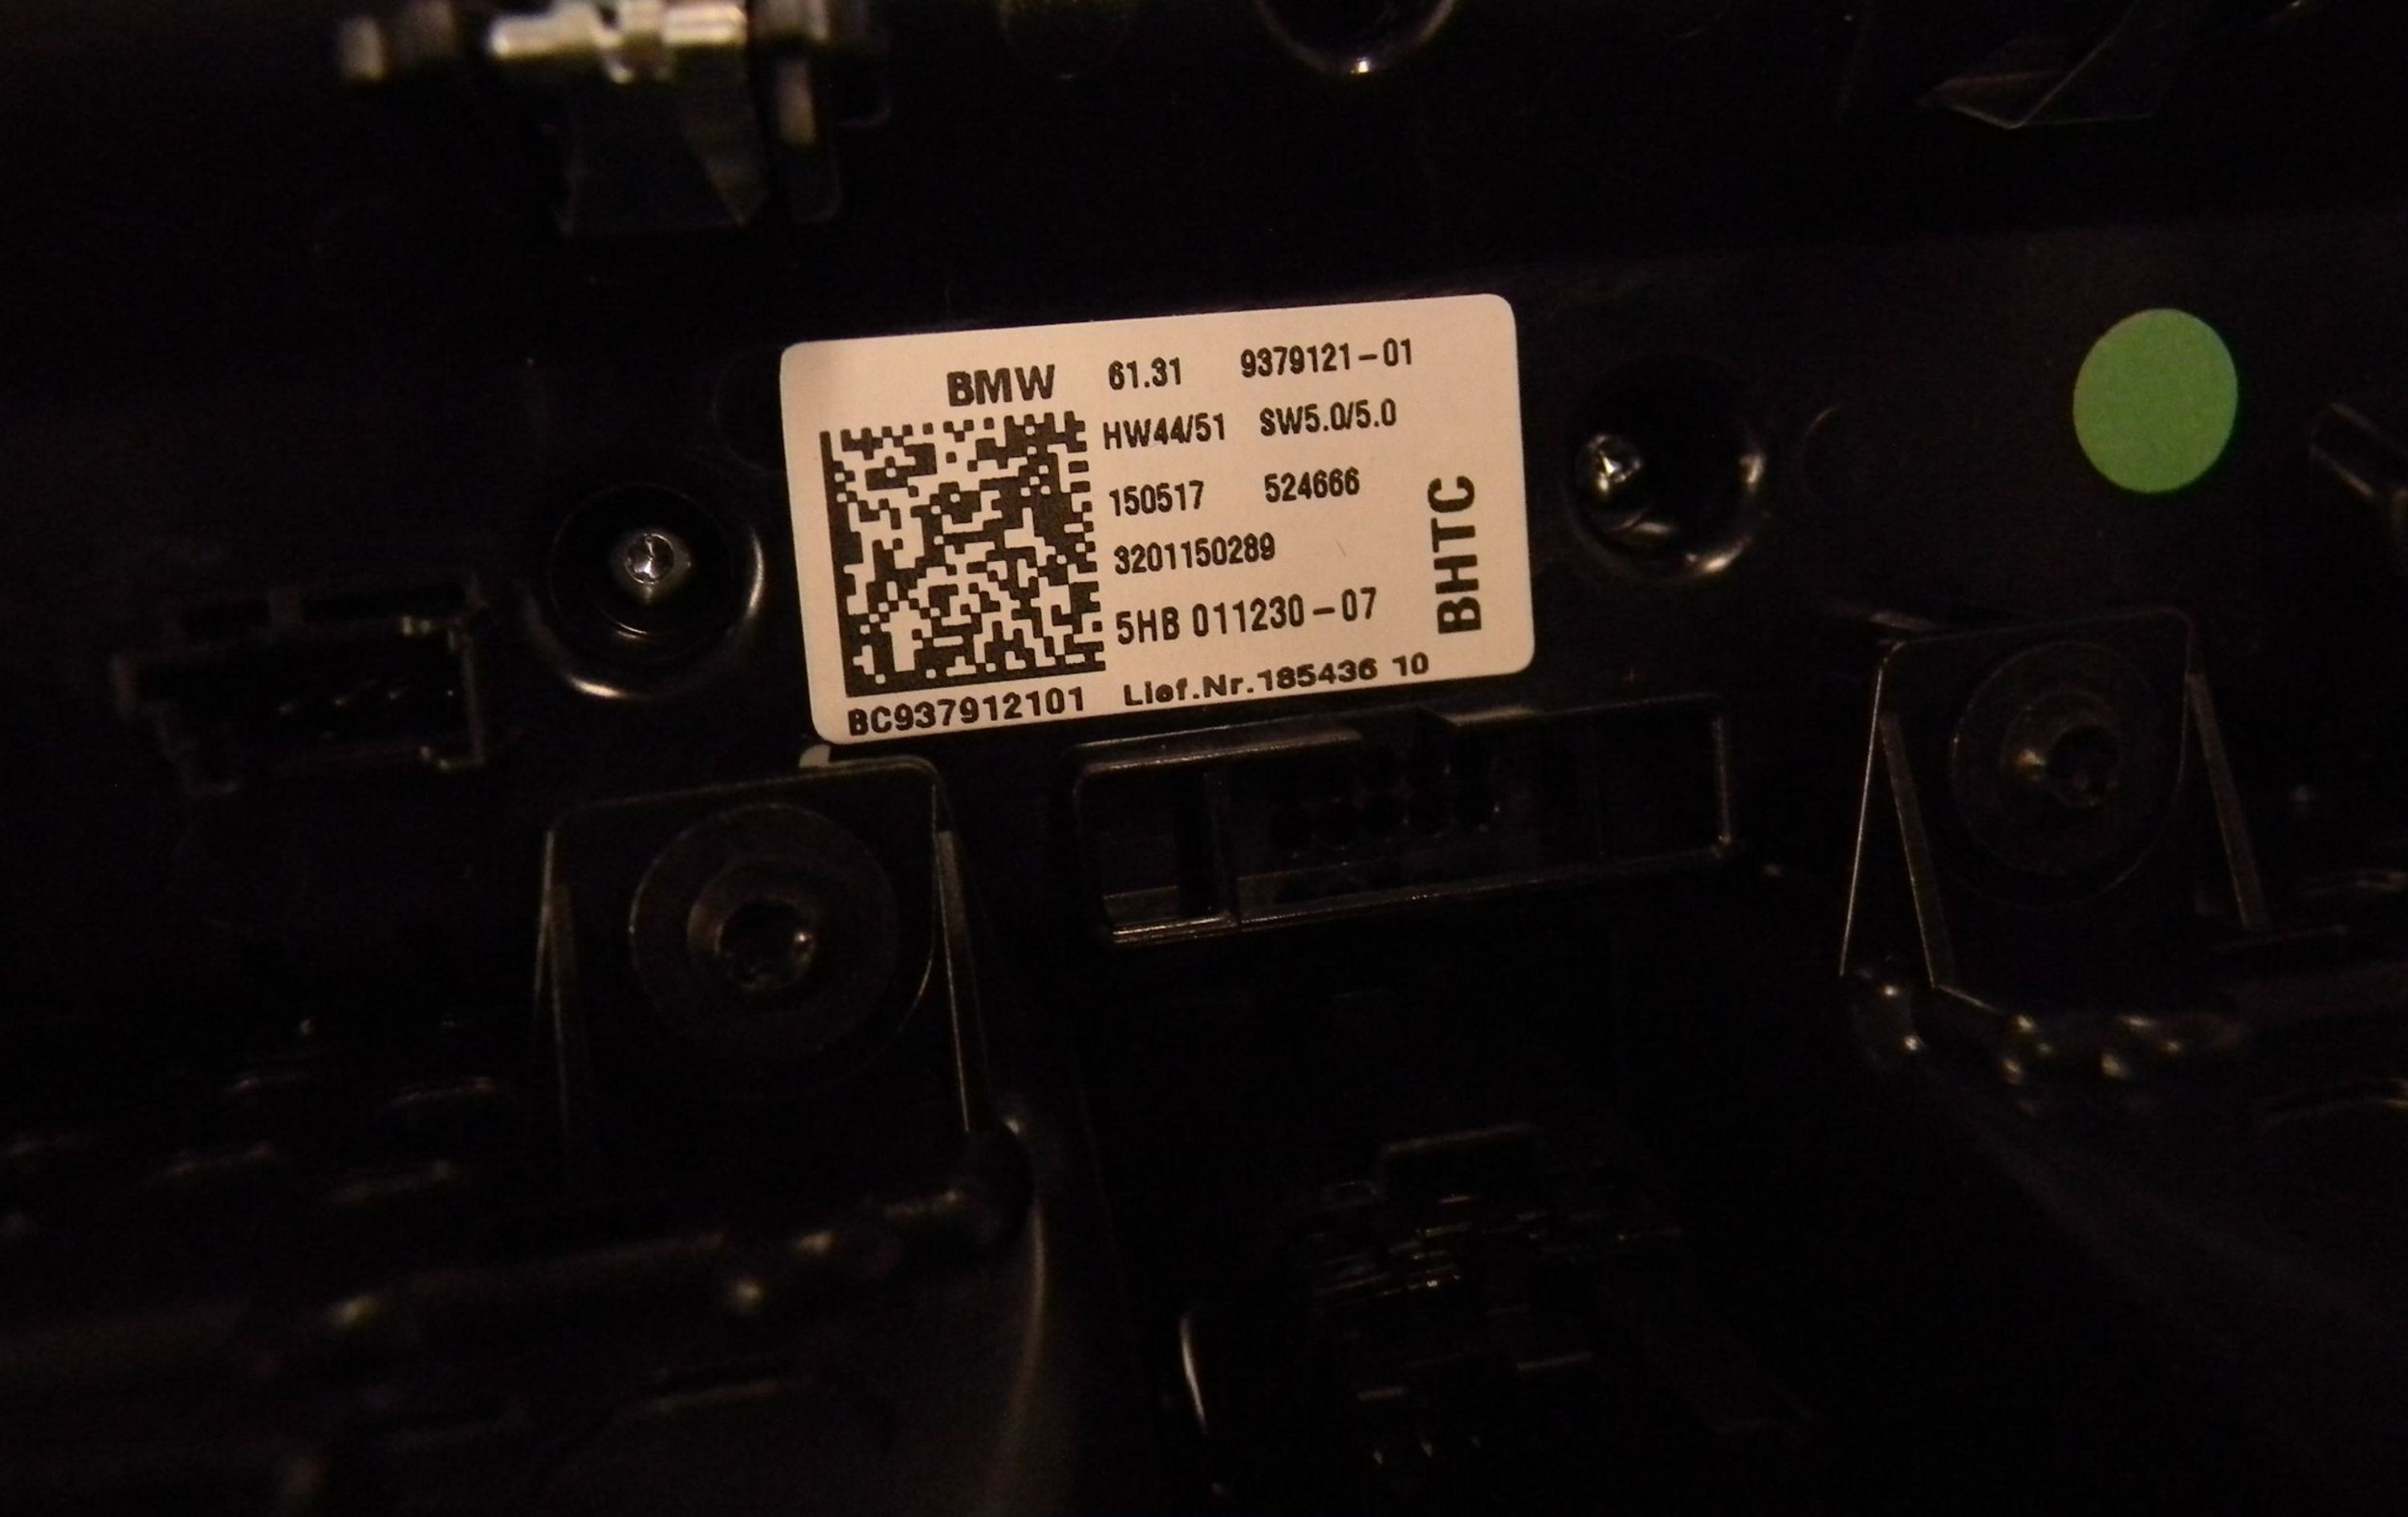 BMW 61.31 9379121-01
HW44/51 SW5.0/5.0
150517 524666
3201150289
5HB 011230-07
BHTC
BC937912101 Lief.Nr.185436 10